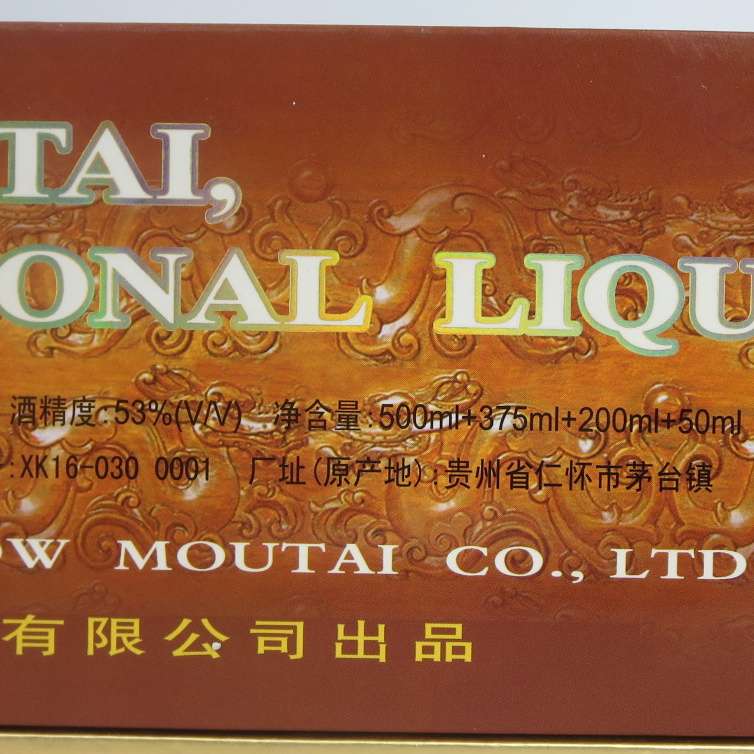 TAI,
ONAL LIQU
酒精度:53%(V/V) 净含量:500ml+375ml+200ml+50ml
:XK16-030 0001 厂址(原产地):贵州省仁怀市茅台镇
OW MOUTAI CO., LTD
有限公司出品